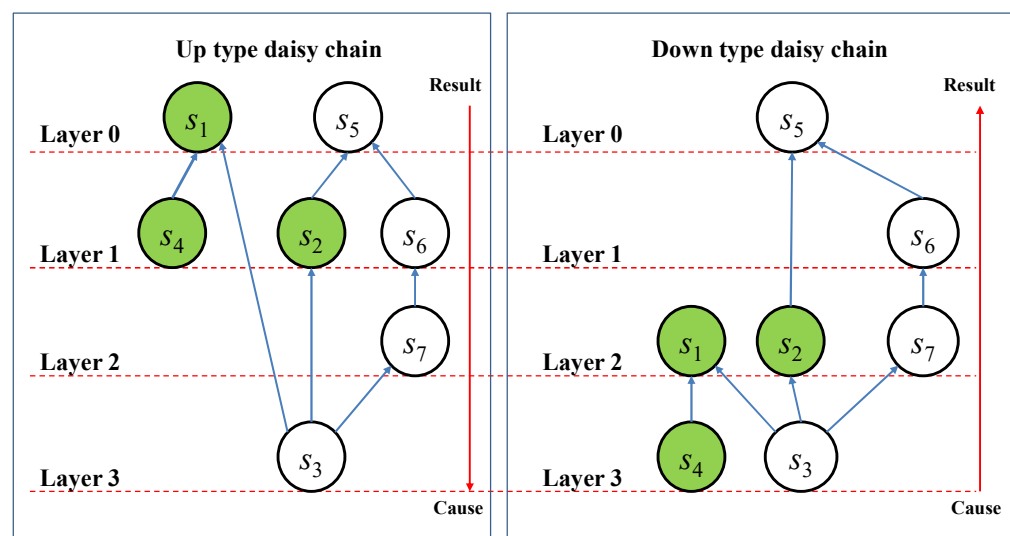 Up type daisy chain
Result
Layer 0
s1
s5
Layer 1
s4
s2
s6
Layer 2
s7
Layer 3
s3
Cause
Down type daisy chain
Result
Layer 0
s5
Layer 1
s6
Layer 2
s1
s2
s7
Layer 3
s4
s3
Cause